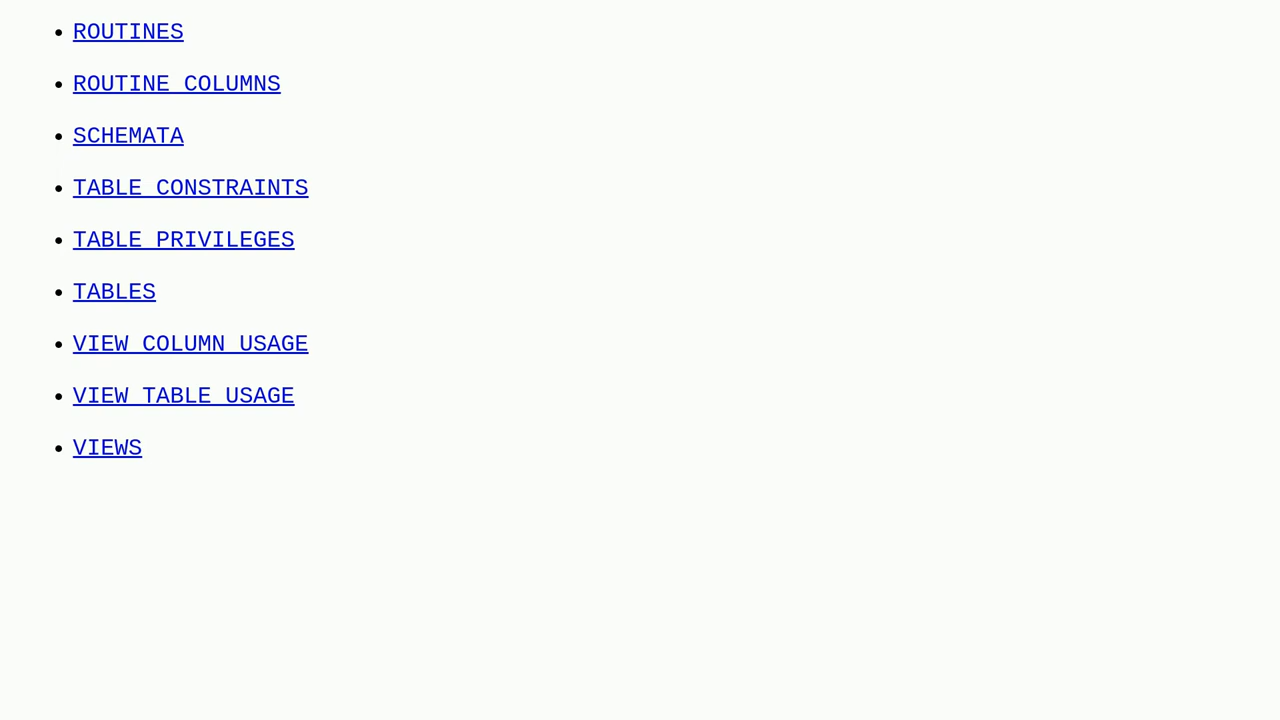 ROUTINES
ROUTINE_COLUMNS
SCHEMATA
TABLE_CONSTRAINTS
TABLE_PRIVILEGES
TABLES
VIEW_COLUMN_USAGE
VIEW_TABLE_USAGE
VIEWS